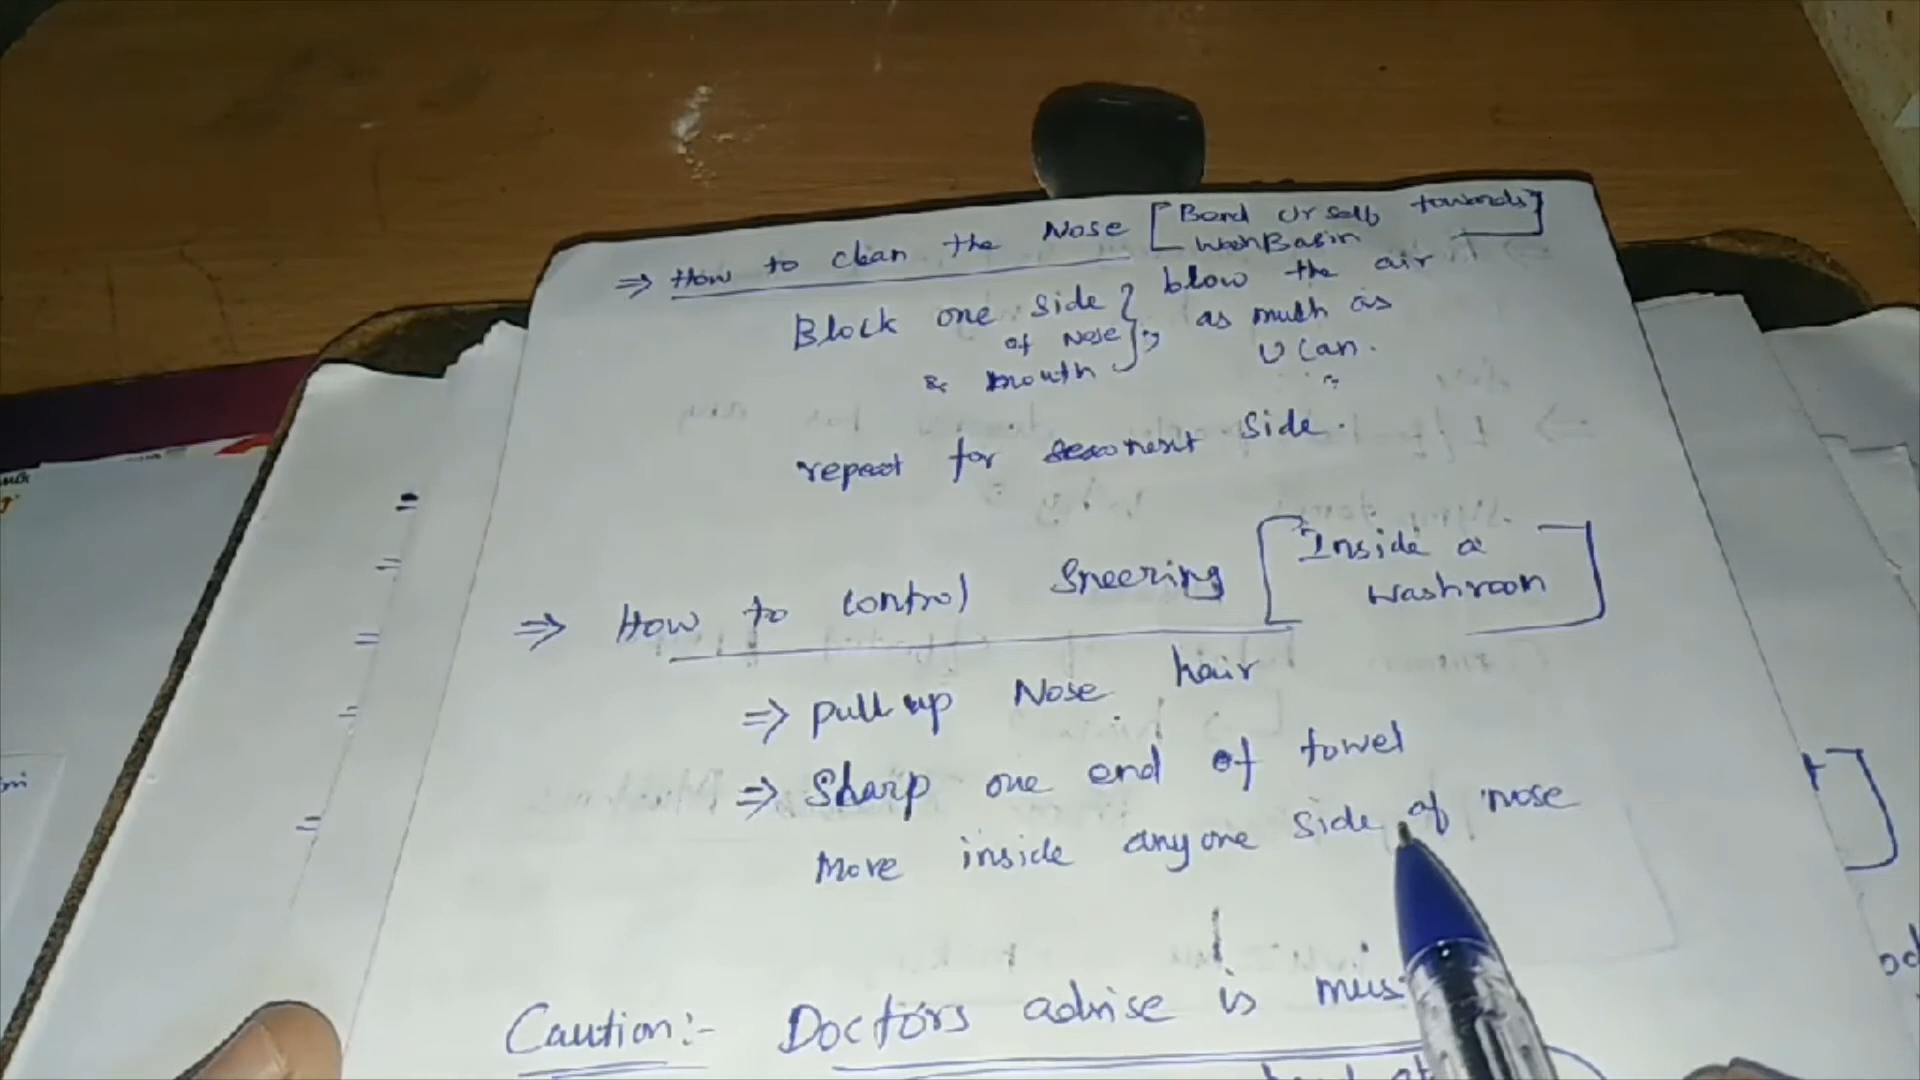 ⇒ How to clean the Nose [Bend Ur self towards
WashBasin]
Block one side } blow the air
of Nose } as much as
& mouth U can.
repeat for next side.
⇒ How to control Sneezing [Inside a
washroom]
⇒ pull up Nose hair
⇒ Sharp one end of towel
Move inside anyone side of nose
Caution:- Doctors advise is mus